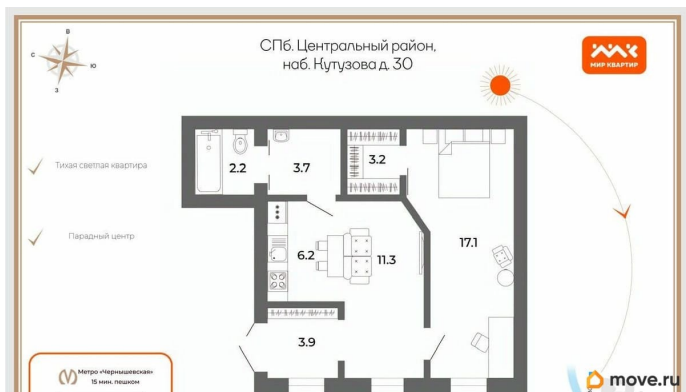 СПб. Центральный район,
наб. Кутузова д. 30
МИР КВАРТИР
В
С
Ю
З
Тихая светлая квартира
Парадный центр
2.2
3.7
3.2
6.2
11.3
17.1
3.9
Метро «Чернышевская»
15 мин. пешком
move.ru